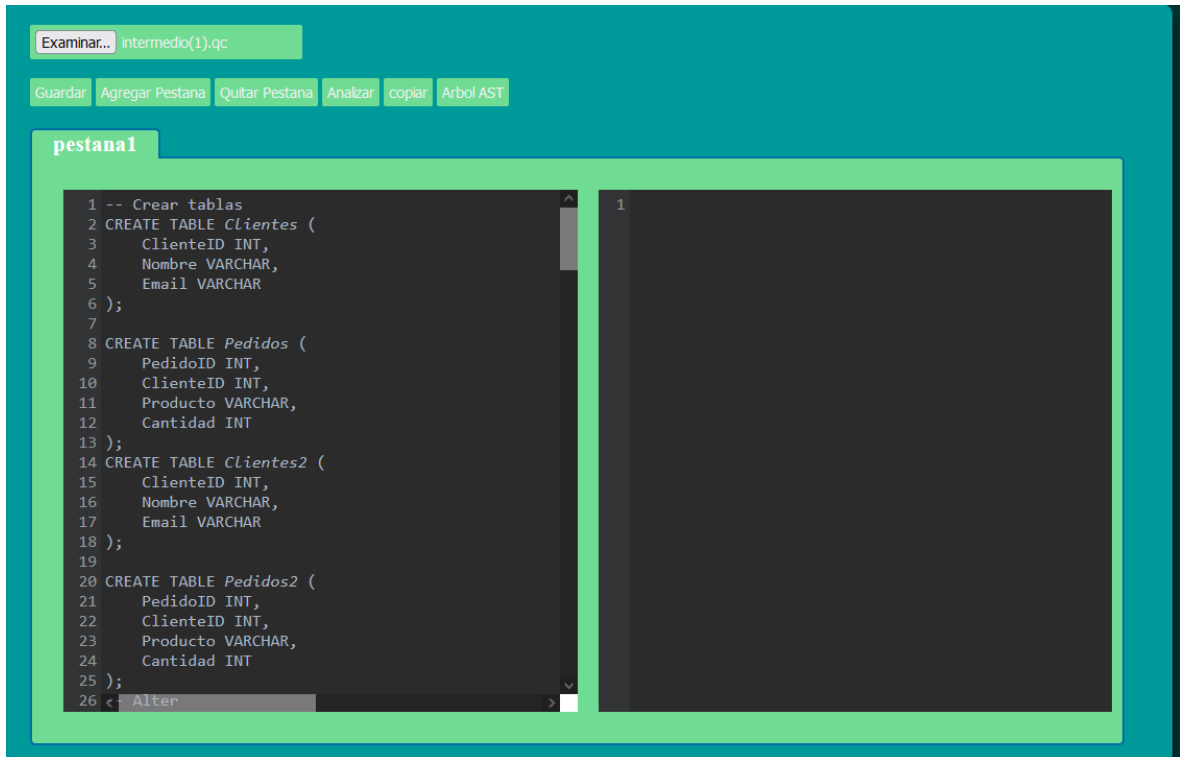 Examinar... intermedio(1).qc
Guardar Agregar Pestana Quitar Pestana Analizar copiar Arbol AST
pestana1
1 -- Crear tablas
2 CREATE TABLE Clientes (
3     ClienteID INT,
4     Nombre VARCHAR,
5     Email VARCHAR
6 );
7
8 CREATE TABLE Pedidos (
9     PedidoID INT,
10     ClienteID INT,
11     Producto VARCHAR,
12     Cantidad INT
13 );
14 CREATE TABLE Clientes2 (
15     ClienteID INT,
16     Nombre VARCHAR,
17     Email VARCHAR
18 );
19
20 CREATE TABLE Pedidos2 (
21     PedidoID INT,
22     ClienteID INT,
23     Producto VARCHAR,
24     Cantidad INT
25 );
26 -- Alter
1